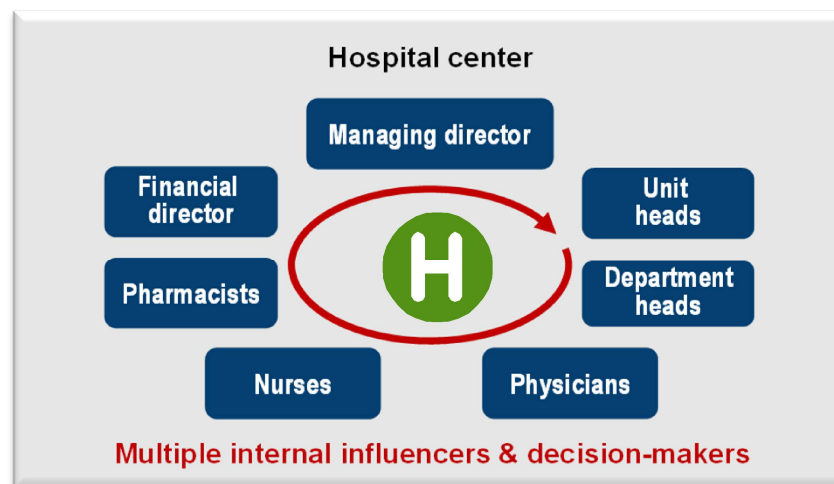 Hospital center
Managing director
Financial
director
Unit
heads
Pharmacists
H
Department
heads
Nurses
Physicians
Multiple internal influencers & decision-makers